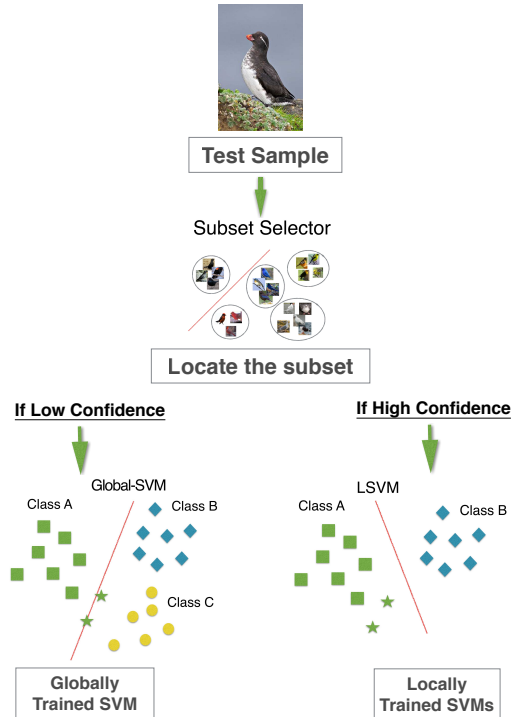 Test Sample
Subset Selector
Locate the subset
If Low Confidence
If High Confidence
Global-SVM
Class A
Class B
Class C
Globally
Trained SVM
LSVM
Class A
Class B
Locally
Trained SVMs